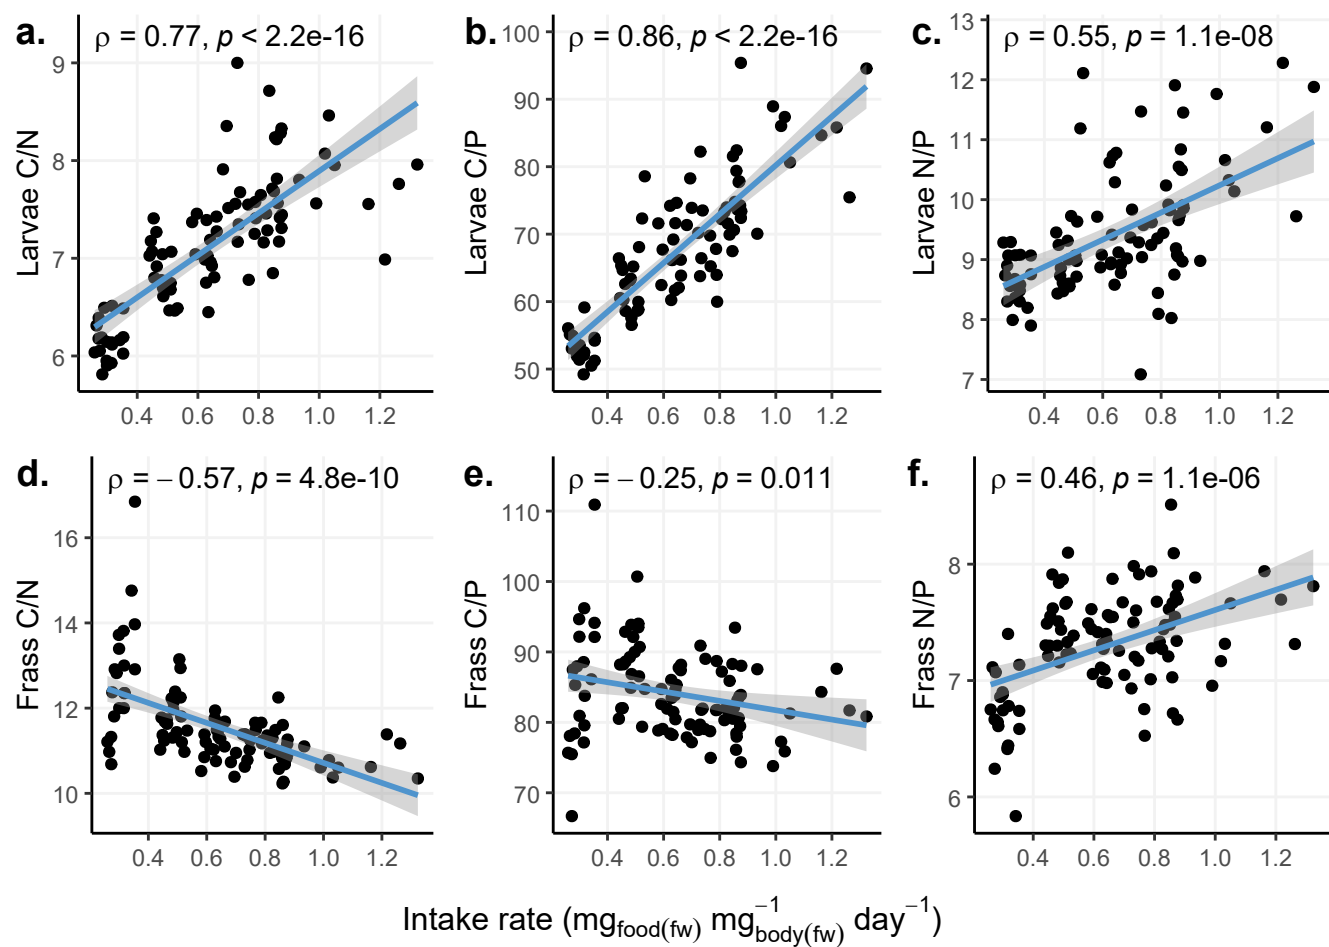 a.
ρ = 0.77, p < 2.2e-16
Larvae C/N
9
8
7
6
0.4 0.6 0.8 1.0 1.2
b.
ρ = 0.86, p < 2.2e-16
Larvae C/P
100
90
80
70
60
50
0.4 0.6 0.8 1.0 1.2
c.
ρ = 0.55, p = 1.1e-08
Larvae N/P
13
12
11
10
9
8
7
0.4 0.6 0.8 1.0 1.2
d.
ρ = − 0.57, p = 4.8e-10
Frass C/N
16
14
12
10
0.4 0.6 0.8 1.0 1.2
e.
ρ = − 0.25, p = 0.011
Frass C/P
110
100
90
80
70
0.4 0.6 0.8 1.0 1.2
f.
ρ = 0.46, p = 1.1e-06
Frass N/P
8
7
6
0.4 0.6 0.8 1.0 1.2
Intake rate (mg_food(fw) mg_body(fw)^−1 day^−1)